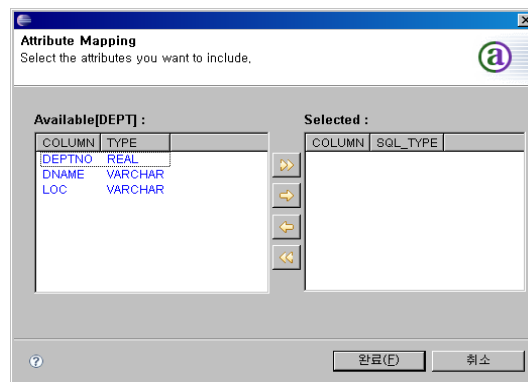 Attribute Mapping
Select the attributes you want to include,
Available[DEPT] :
COLUMN TYPE
DEPTNO REAL
DNAME VARCHAR
LOC VARCHAR
Selected :
COLUMN SQL_TYPE
완료(F) 취소